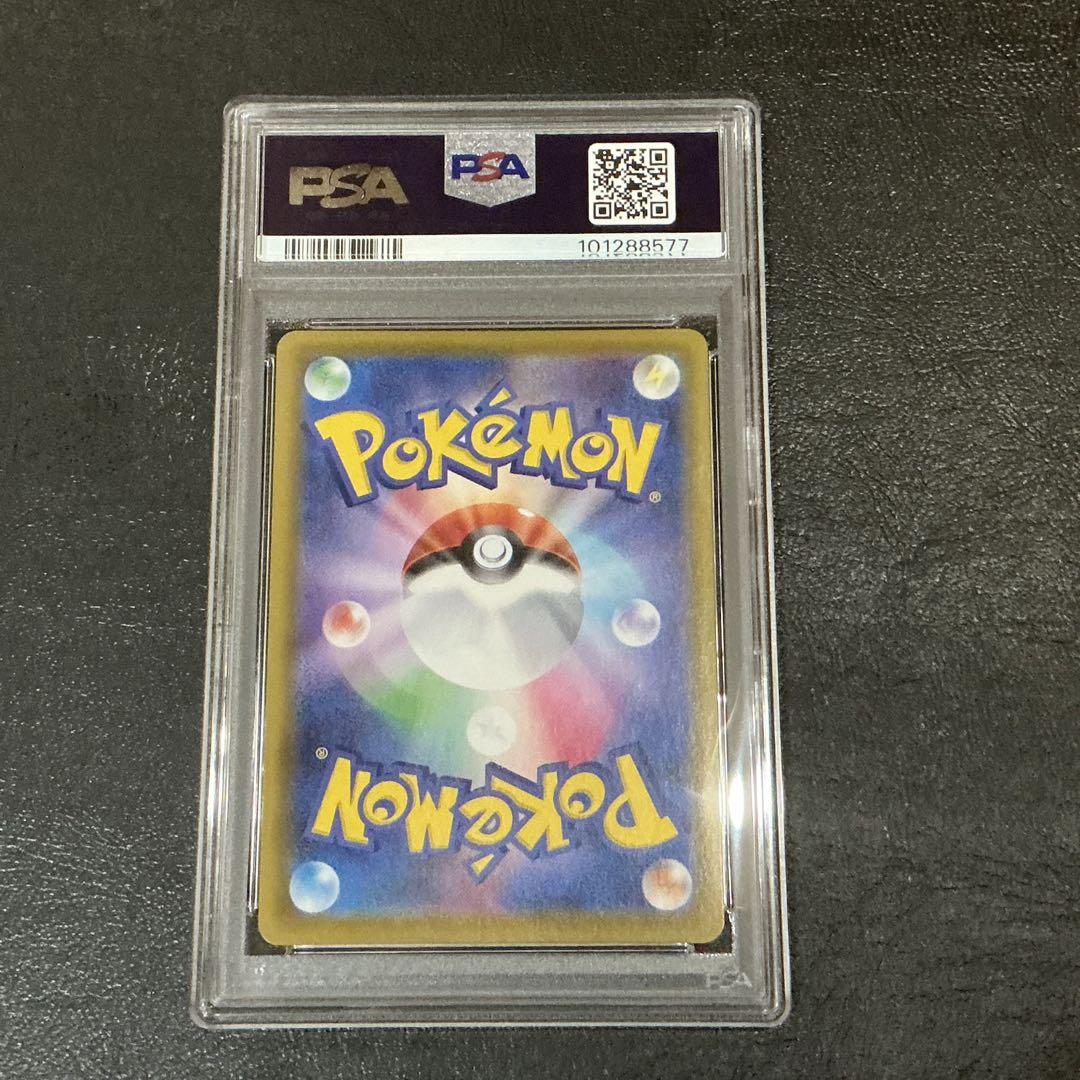 PSA PSA
101288577
POKéMON
®
®
POKéMON
PSA